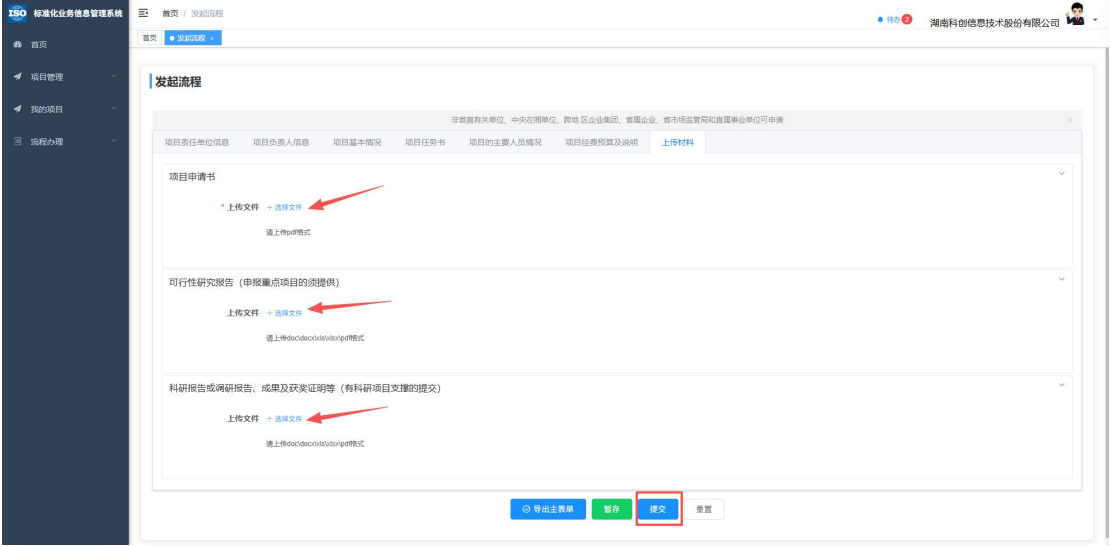 ISO 标准化业务信息管理系统
首页 / 发起流程
待办 2
湖南科创信息技术股份有限公司
首页
首页 ● 发起流程 ×
项目管理
我的项目
流程办理
发起流程
非省直有关单位、中央在湘单位、跨地 区企业集团、省属企业、省市场监管局和直属事业单位可申请 ×
项目责任单位信息 项目负责人信息 项目基本情况 项目任务书 项目的主要人员情况 项目经费预算及说明 上传材料
项目申请书
* 上传文件 + 选择文件
请上传pdf格式
可行性研究报告（申报重点项目的须提供）
上传文件 + 选择文件
请上传doc\docx\xls\xlsx\pdf格式
科研报告或调研报告、成果及获奖证明等（有科研项目支撑的提交）
上传文件 + 选择文件
请上传doc\docx\xls\xlsx\pdf格式
导出主表单 暂存 提交 重置